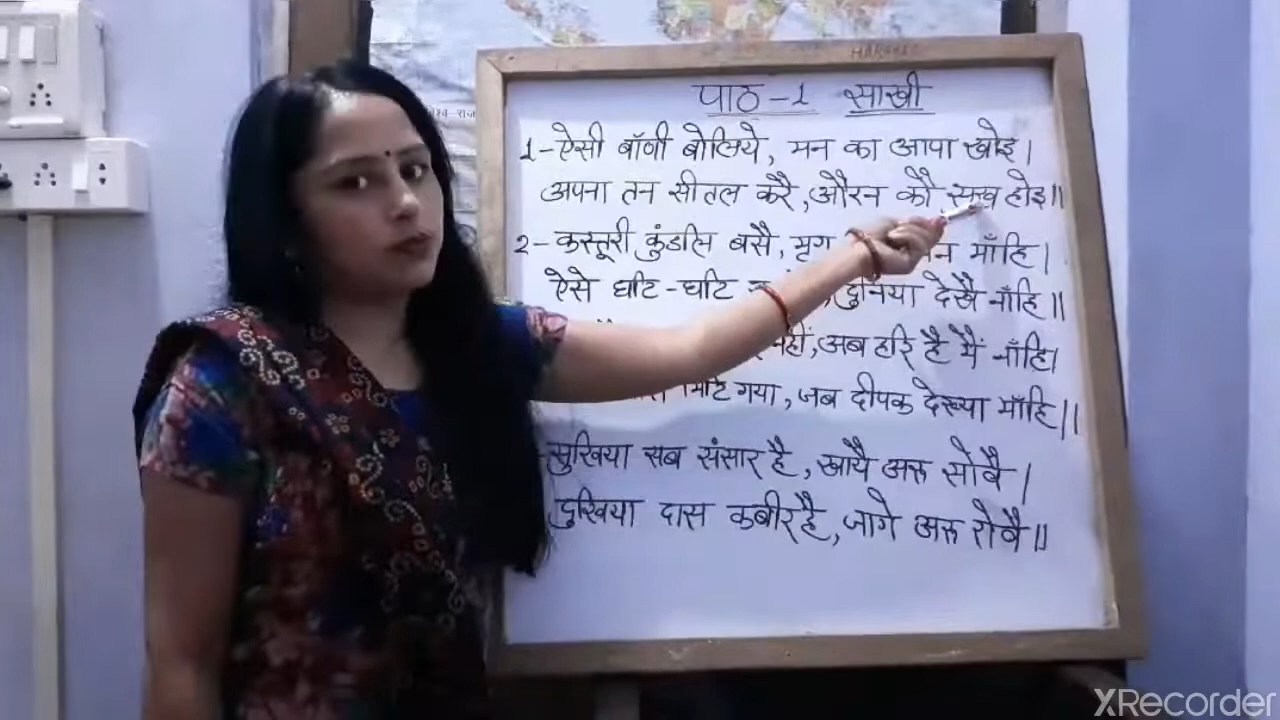 पाठ-1 साखी
1- ऐसी बाँणी बोलिये, मन का आपा खोइ।
अपना तन सीतल करै, औरन कौ सुख होइ॥
2- कस्तूरी कुंडलि बसै, मृग बन माँहि।
ऐसे घटि-घटि दुनिया देखै नाँहि॥
नहीं, अब हरि है मैं नाँहि।
मिटि गया, जब दीपक देख्या माँहि॥
सुखिया सब संसार है, खायै अरु सोवै।
दुखिया दास कबीर है, जागे अरु रोवै॥
XRecorder